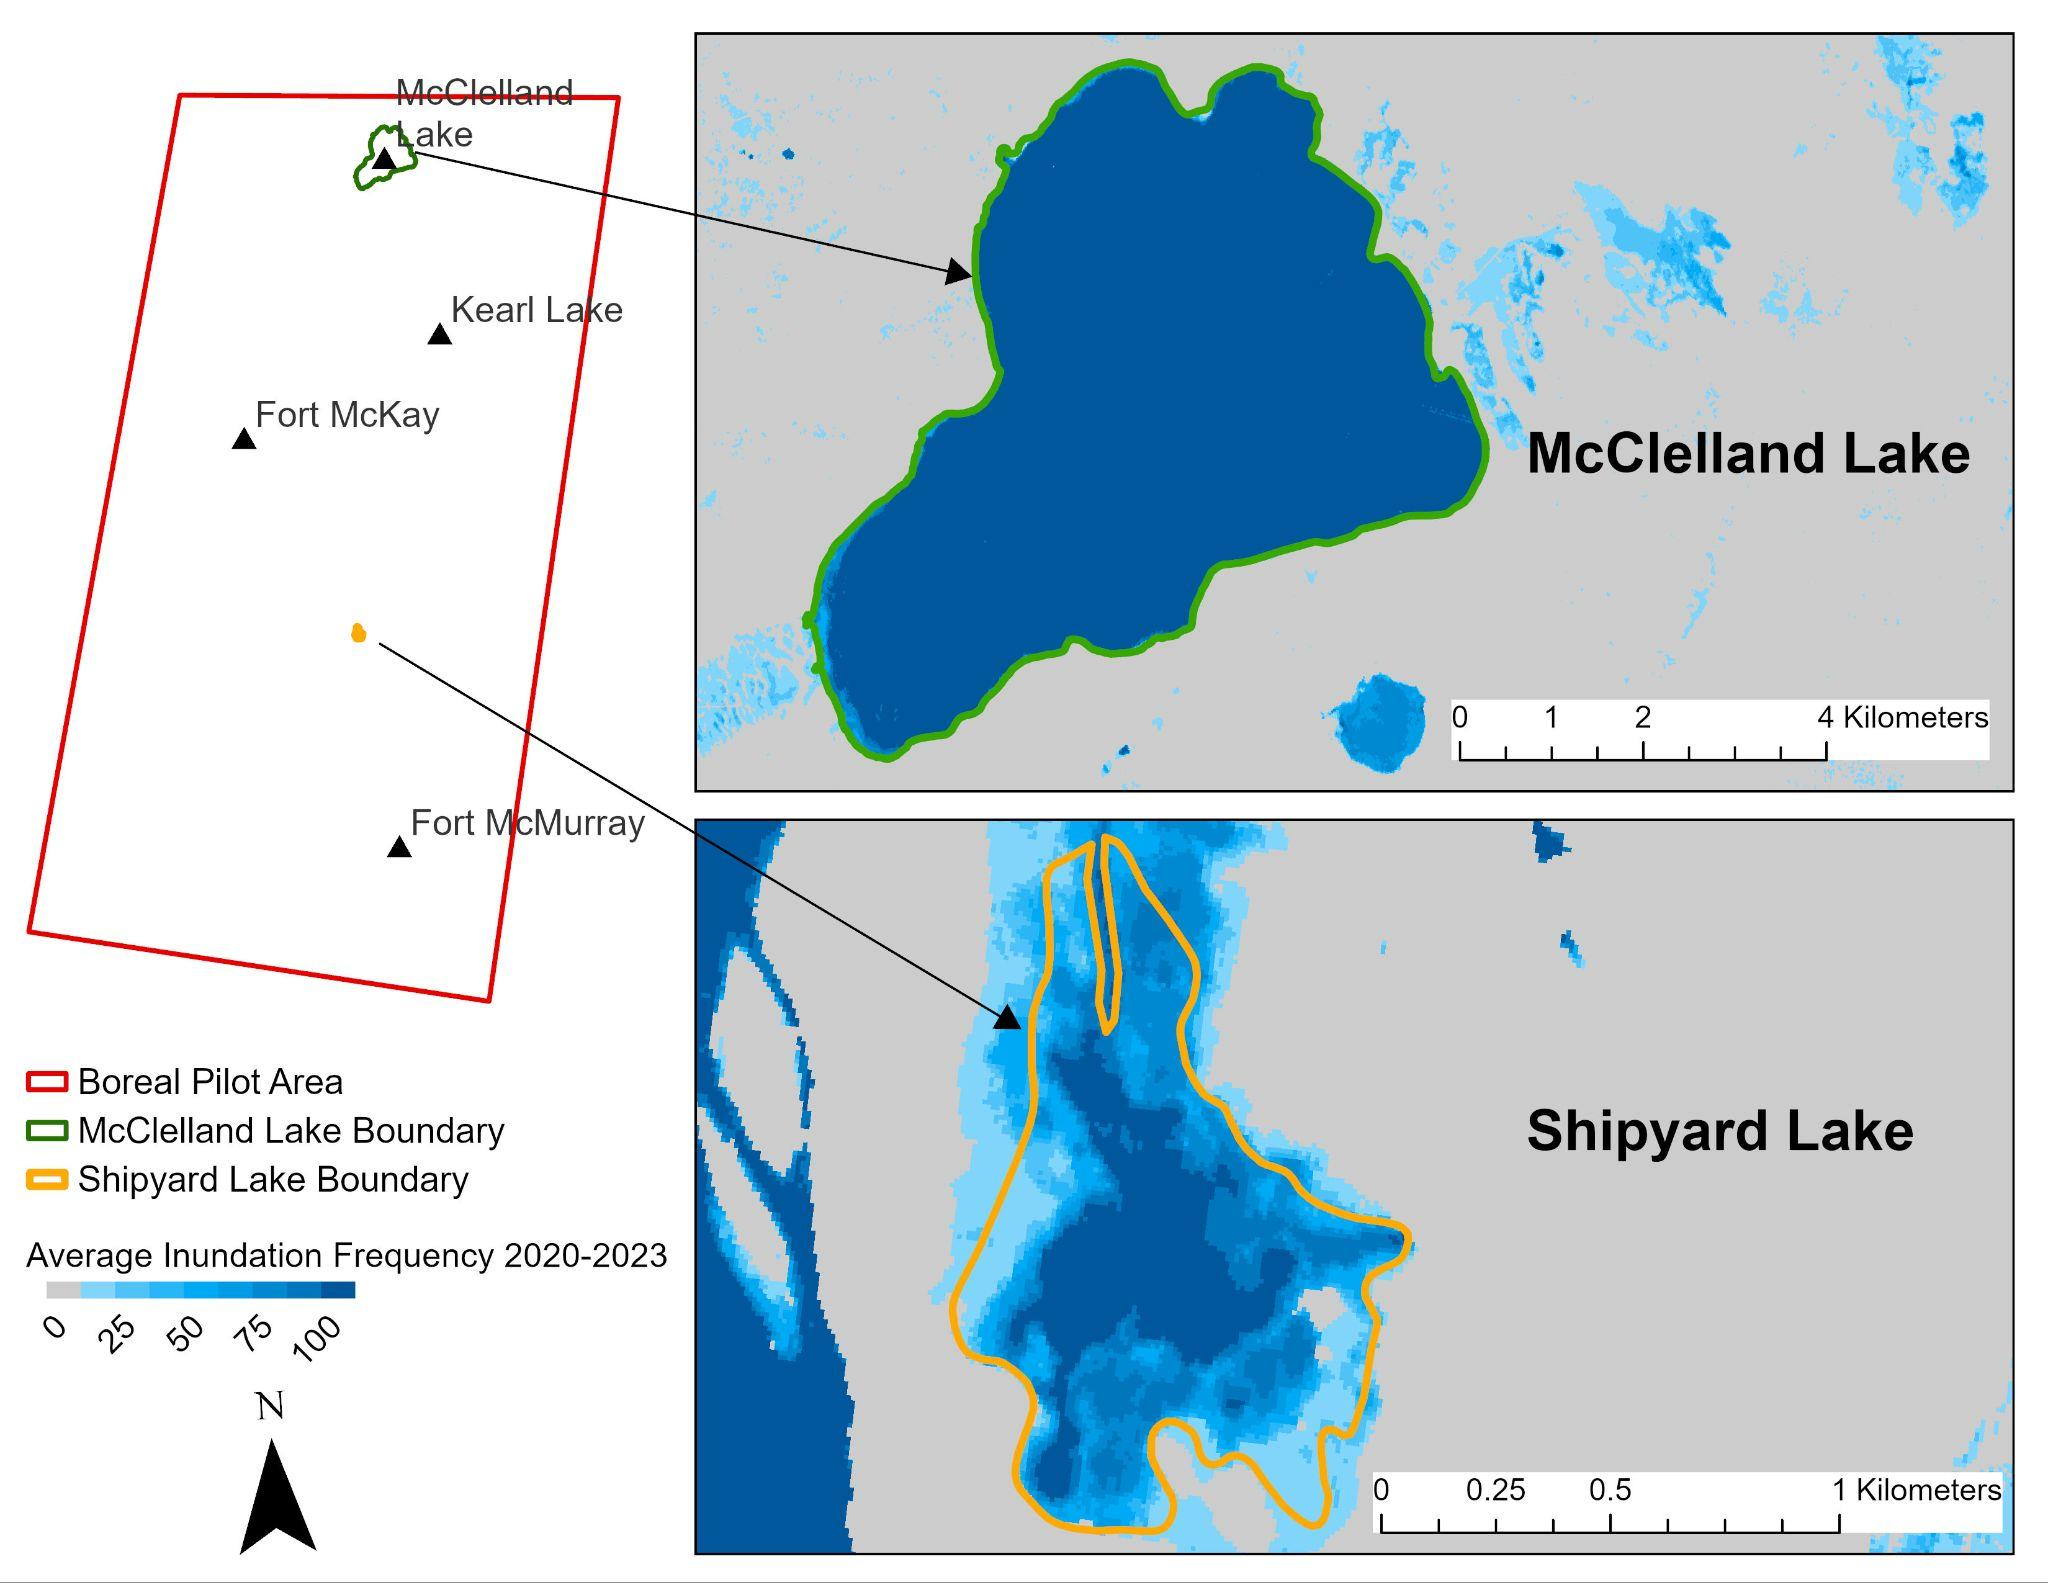 McClelland
Lake
Kearl Lake
Fort McKay
Fort McMurray
Boreal Pilot Area
McClelland Lake Boundary
Shipyard Lake Boundary
Average Inundation Frequency 2020-2023
0 25 50 75 100
N
McClelland Lake
0 1 2 4 Kilometers
Shipyard Lake
0 0.25 0.5 1 Kilometers